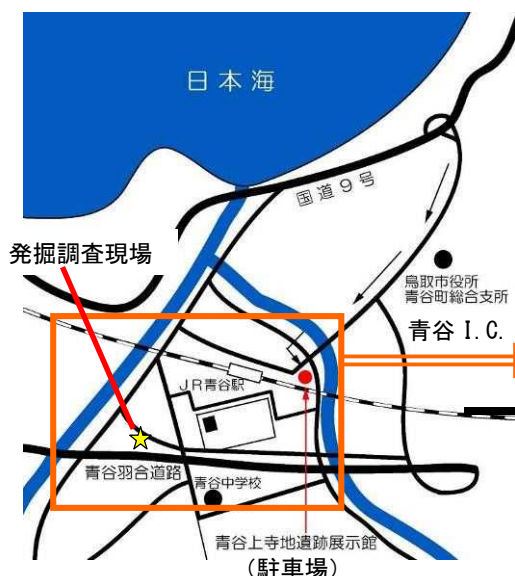 日本海
国道9号
発掘調査現場
鳥取市役所
青谷町総合支所
青谷 I.C.
JR青谷駅
青谷羽合道路
青谷中学校
青谷上寺地遺跡展示館
(駐車場)